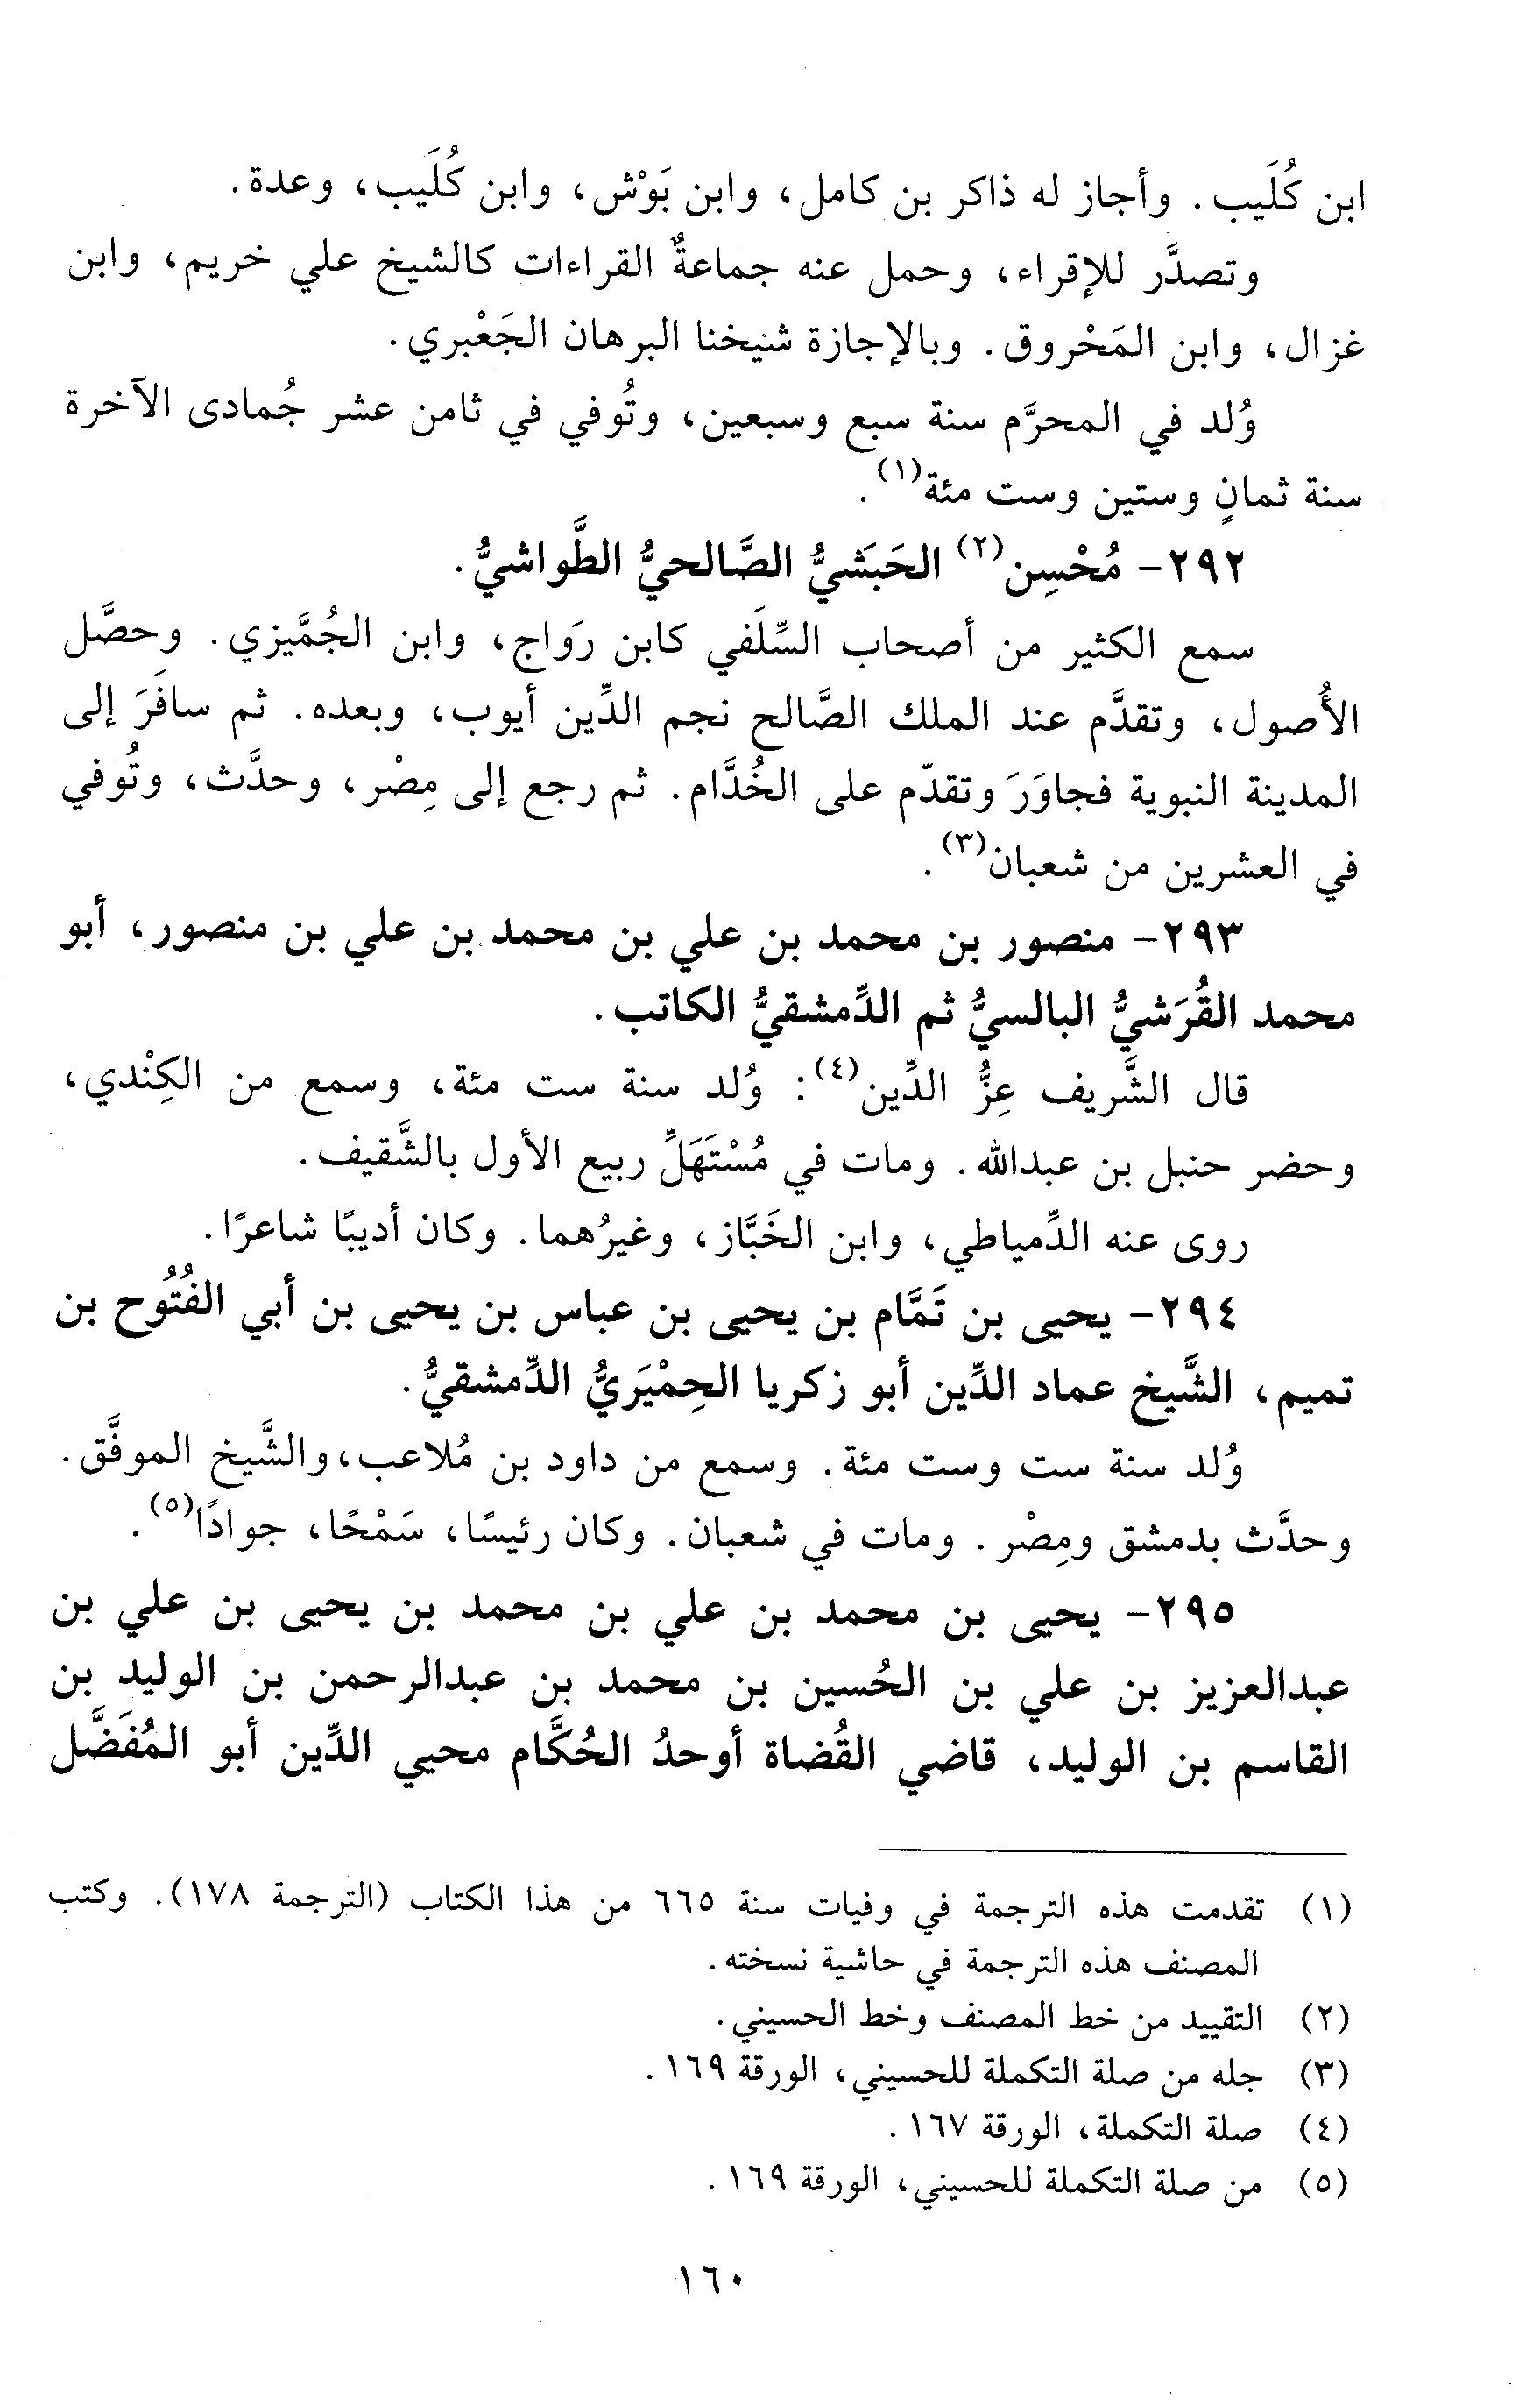 ابن كُلَيب. وأجاز له ذاكر بن كامل، وابن بَوْش، وابن كُلَيب، وعدة.
وتصدَّر للإقراء، وحمل عنه جماعةٌ القراءات كالشيخ علي خريم، وابن
غزال، وابن المَحْروق. وبالإجازة شيخنا البرهان الجَعْبري.
وُلد في المحرَّم سنة سبع وسبعين، وتُوفي في ثامن عشر جُمادى الآخرة
سنة ثمانٍ وستين وست مئة(١).
٢٩٢- مُحْسِن(٢) الحَبَشيُّ الصَّالحيُّ الطَّواشيُّ.
سمع الكثير من أصحاب السِّلَفي كابن رَوَاج، وابن الجُمَّيزي. وحصَّل
الأُصول، وتقدَّم عند الملك الصَّالح نجم الدِّين أيوب، وبعده. ثم سافَرَ إلى
المدينة النبوية فجاوَرَ وتقدّم على الخُدَّام. ثم رجع إلى مِصْر، وحدَّث، وتُوفي
في العشرين من شعبان(٣).
٢٩٣- منصور بن محمد بن علي بن محمد بن علي بن منصور، أبو
محمد القُرَشيُّ البالسيُّ ثم الدِّمشقيُّ الكاتب.
قال الشَّريف عِزُّ الدِّين(٤): وُلد سنة ست مئة، وسمع من الكِنْدي،
وحضر حنبل بن عبدالله. ومات في مُسْتَهَلِّ ربيع الأول بالشَّقيف.
روى عنه الدِّمياطي، وابن الخَبَّاز، وغيرُهما. وكان أديبًا شاعرًا.
٢٩٤- يحيى بن تَمَّام بن يحيى بن عباس بن يحيى بن أبي الفُتُوح بن
تميم، الشَّيخ عماد الدِّين أبو زكريا الحِمْيَريُّ الدِّمشقيُّ.
وُلد سنة ست وست مئة. وسمع من داود بن مُلاعب،والشَّيخ الموفَّق.
وحدَّث بدمشق ومِصْر. ومات في شعبان. وكان رئيسًا، سَمْحًا، جوادًا(٥).
٢٩٥- يحيى بن محمد بن علي بن محمد بن يحيى بن علي بن
عبدالعزيز بن علي بن الحُسين بن محمد بن عبدالرحمن بن الوليد بن
القاسم بن الوليد، قاضي القُضاة أوحدُ الحُكَّام محيي الدِّين أبو المُفَضَّل
(١) تقدمت هذه الترجمة في وفيات سنة ٦٦٥ من هذا الكتاب (الترجمة ١٧٨). وكتب
المصنف هذه الترجمة في حاشية نسخته.
(٢) التقييد من خط المصنف وخط الحسيني.
(٣) جله من صلة التكملة للحسيني، الورقة ١٦٩.
(٤) صلة التكملة، الورقة ١٦٧.
(٥) من صلة التكملة للحسيني، الورقة ١٦٩.
١٦٠